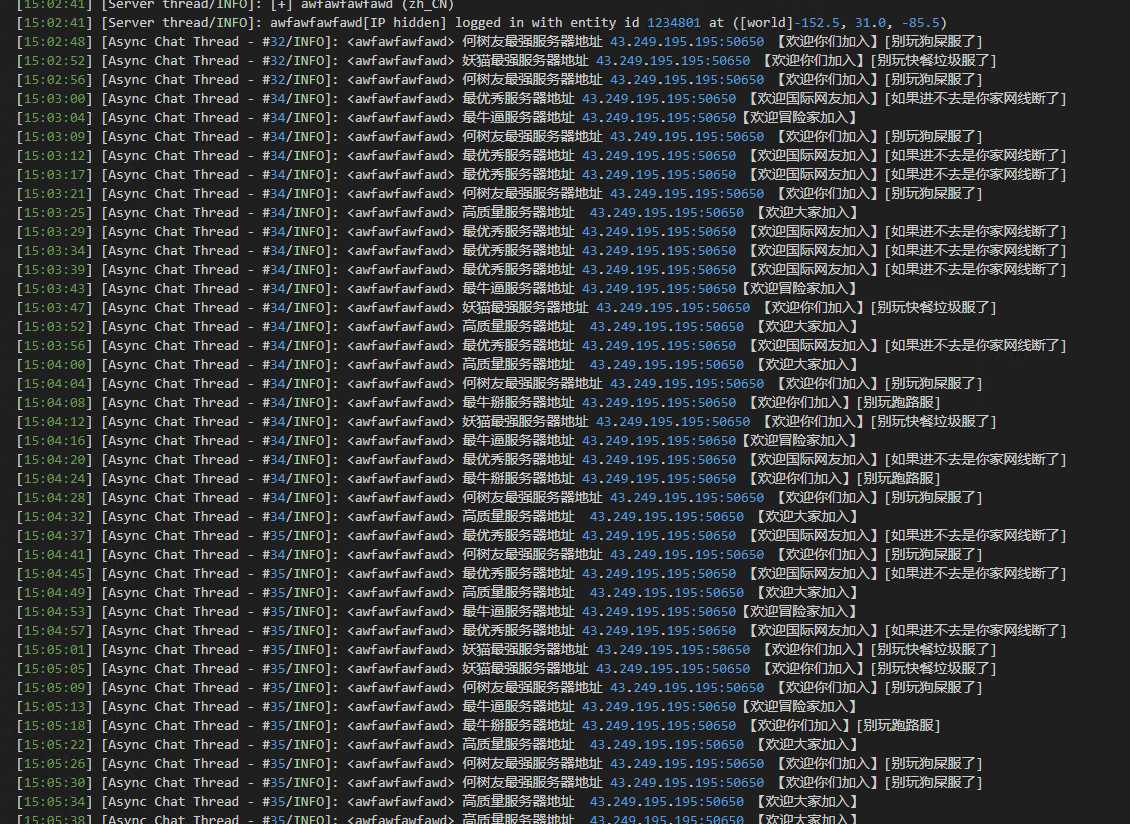 [15:02:41] [Server thread/INFO]: [+] awfawfawfawd (zh_CN)
[15:02:41] [Server thread/INFO]: awfawfawfawd[IP hidden] logged in with entity id 1234801 at ([world]-152.5, 31.0, -85.5)
[15:02:48] [Async Chat Thread - #32/INFO]: <awfawfawfawd> 何树友最强服务器地址 43.249.195.195:50650 【欢迎你们加入】[别玩狗屎服了]
[15:02:52] [Async Chat Thread - #32/INFO]: <awfawfawfawd> 妖猫最强服务器地址 43.249.195.195:50650 【欢迎你们加入】[别玩快餐垃圾服了]
[15:02:56] [Async Chat Thread - #32/INFO]: <awfawfawfawd> 何树友最强服务器地址 43.249.195.195:50650 【欢迎你们加入】[别玩狗屎服了]
[15:03:00] [Async Chat Thread - #34/INFO]: <awfawfawfawd> 最优秀服务器地址 43.249.195.195:50650 【欢迎国际网友加入】[如果进不去是你家网线断了]
[15:03:04] [Async Chat Thread - #34/INFO]: <awfawfawfawd> 最牛逼服务器地址 43.249.195.195:50650【欢迎冒险家加入】
[15:03:09] [Async Chat Thread - #34/INFO]: <awfawfawfawd> 何树友最强服务器地址 43.249.195.195:50650 【欢迎你们加入】[别玩狗屎服了]
[15:03:12] [Async Chat Thread - #34/INFO]: <awfawfawfawd> 最优秀服务器地址 43.249.195.195:50650 【欢迎国际网友加入】[如果进不去是你家网线断了]
[15:03:17] [Async Chat Thread - #34/INFO]: <awfawfawfawd> 最优秀服务器地址 43.249.195.195:50650 【欢迎国际网友加入】[如果进不去是你家网线断了]
[15:03:21] [Async Chat Thread - #34/INFO]: <awfawfawfawd> 何树友最强服务器地址 43.249.195.195:50650 【欢迎你们加入】[别玩狗屎服了]
[15:03:25] [Async Chat Thread - #34/INFO]: <awfawfawfawd> 高质量服务器地址  43.249.195.195:50650 【欢迎大家加入】
[15:03:29] [Async Chat Thread - #34/INFO]: <awfawfawfawd> 最优秀服务器地址 43.249.195.195:50650 【欢迎国际网友加入】[如果进不去是你家网线断了]
[15:03:34] [Async Chat Thread - #34/INFO]: <awfawfawfawd> 最优秀服务器地址 43.249.195.195:50650 【欢迎国际网友加入】[如果进不去是你家网线断了]
[15:03:39] [Async Chat Thread - #34/INFO]: <awfawfawfawd> 最优秀服务器地址 43.249.195.195:50650 【欢迎国际网友加入】[如果进不去是你家网线断了]
[15:03:43] [Async Chat Thread - #34/INFO]: <awfawfawfawd> 最牛逼服务器地址 43.249.195.195:50650【欢迎冒险家加入】
[15:03:47] [Async Chat Thread - #34/INFO]: <awfawfawfawd> 妖猫最强服务器地址 43.249.195.195:50650 【欢迎你们加入】[别玩快餐垃圾服了]
[15:03:52] [Async Chat Thread - #34/INFO]: <awfawfawfawd> 高质量服务器地址  43.249.195.195:50650 【欢迎大家加入】
[15:03:56] [Async Chat Thread - #34/INFO]: <awfawfawfawd> 最优秀服务器地址 43.249.195.195:50650 【欢迎国际网友加入】[如果进不去是你家网线断了]
[15:04:00] [Async Chat Thread - #34/INFO]: <awfawfawfawd> 高质量服务器地址  43.249.195.195:50650 【欢迎大家加入】
[15:04:04] [Async Chat Thread - #34/INFO]: <awfawfawfawd> 何树友最强服务器地址 43.249.195.195:50650 【欢迎你们加入】[别玩狗屎服了]
[15:04:08] [Async Chat Thread - #34/INFO]: <awfawfawfawd> 最牛掰服务器地址 43.249.195.195:50650 【欢迎你们加入】[别玩跑路服]
[15:04:12] [Async Chat Thread - #34/INFO]: <awfawfawfawd> 妖猫最强服务器地址 43.249.195.195:50650 【欢迎你们加入】[别玩快餐垃圾服了]
[15:04:16] [Async Chat Thread - #34/INFO]: <awfawfawfawd> 最牛逼服务器地址 43.249.195.195:50650【欢迎冒险家加入】
[15:04:20] [Async Chat Thread - #34/INFO]: <awfawfawfawd> 最优秀服务器地址 43.249.195.195:50650 【欢迎国际网友加入】[如果进不去是你家网线断了]
[15:04:24] [Async Chat Thread - #34/INFO]: <awfawfawfawd> 最牛掰服务器地址 43.249.195.195:50650 【欢迎你们加入】[别玩跑路服]
[15:04:28] [Async Chat Thread - #34/INFO]: <awfawfawfawd> 何树友最强服务器地址 43.249.195.195:50650 【欢迎你们加入】[别玩狗屎服了]
[15:04:32] [Async Chat Thread - #34/INFO]: <awfawfawfawd> 高质量服务器地址  43.249.195.195:50650 【欢迎大家加入】
[15:04:37] [Async Chat Thread - #35/INFO]: <awfawfawfawd> 最优秀服务器地址 43.249.195.195:50650 【欢迎国际网友加入】[如果进不去是你家网线断了]
[15:04:41] [Async Chat Thread - #34/INFO]: <awfawfawfawd> 何树友最强服务器地址 43.249.195.195:50650 【欢迎你们加入】[别玩狗屎服了]
[15:04:45] [Async Chat Thread - #35/INFO]: <awfawfawfawd> 最优秀服务器地址 43.249.195.195:50650 【欢迎国际网友加入】[如果进不去是你家网线断了]
[15:04:49] [Async Chat Thread - #35/INFO]: <awfawfawfawd> 高质量服务器地址  43.249.195.195:50650 【欢迎大家加入】
[15:04:53] [Async Chat Thread - #35/INFO]: <awfawfawfawd> 最牛逼服务器地址 43.249.195.195:50650【欢迎冒险家加入】
[15:04:57] [Async Chat Thread - #35/INFO]: <awfawfawfawd> 最优秀服务器地址 43.249.195.195:50650 【欢迎国际网友加入】[如果进不去是你家网线断了]
[15:05:01] [Async Chat Thread - #35/INFO]: <awfawfawfawd> 妖猫最强服务器地址 43.249.195.195:50650 【欢迎你们加入】[别玩快餐垃圾服了]
[15:05:05] [Async Chat Thread - #35/INFO]: <awfawfawfawd> 妖猫最强服务器地址 43.249.195.195:50650 【欢迎你们加入】[别玩快餐垃圾服了]
[15:05:09] [Async Chat Thread - #35/INFO]: <awfawfawfawd> 何树友最强服务器地址 43.249.195.195:50650 【欢迎你们加入】[别玩狗屎服了]
[15:05:13] [Async Chat Thread - #35/INFO]: <awfawfawfawd> 最牛逼服务器地址 43.249.195.195:50650【欢迎冒险家加入】
[15:05:18] [Async Chat Thread - #35/INFO]: <awfawfawfawd> 最牛掰服务器地址 43.249.195.195:50650 【欢迎你们加入】[别玩跑路服]
[15:05:22] [Async Chat Thread - #35/INFO]: <awfawfawfawd> 高质量服务器地址  43.249.195.195:50650 【欢迎大家加入】
[15:05:26] [Async Chat Thread - #35/INFO]: <awfawfawfawd> 何树友最强服务器地址 43.249.195.195:50650 【欢迎你们加入】[别玩狗屎服了]
[15:05:30] [Async Chat Thread - #35/INFO]: <awfawfawfawd> 何树友最强服务器地址 43.249.195.195:50650 【欢迎你们加入】[别玩狗屎服了]
[15:05:34] [Async Chat Thread - #35/INFO]: <awfawfawfawd> 高质量服务器地址  43.249.195.195:50650 【欢迎大家加入】
[15:05:38] [Async Chat Thread - #35/INFO]: <awfawfawfawd> 高质量服务器地址  43.249.195.195:50650 【欢迎大家加入】